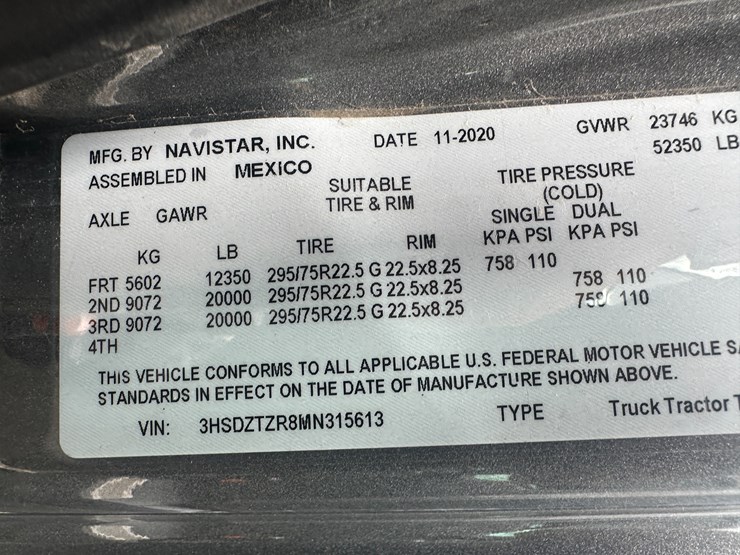 MFG. BY NAVISTAR, INC. DATE 11-2020 GVWR 23746 KG
ASSEMBLED IN MEXICO 52350 LB
SUITABLE TIRE PRESSURE
AXLE GAWR TIRE & RIM (COLD)
SINGLE DUAL
KG LB TIRE RIM KPA PSI KPA PSI
FRT 5602 12350 295/75R22.5 G 22.5x8.25 758 110
2ND 9072 20000 295/75R22.5 G 22.5x8.25 758 110
3RD 9072 20000 295/75R22.5 G 22.5x8.25 758 110
4TH
THIS VEHICLE CONFORMS TO ALL APPLICABLE U.S. FEDERAL MOTOR VEHICLE
STANDARDS IN EFFECT ON THE DATE OF MANUFACTURE SHOWN ABOVE.
VIN: 3HSDZTZR8MN315613 TYPE Truck Tractor